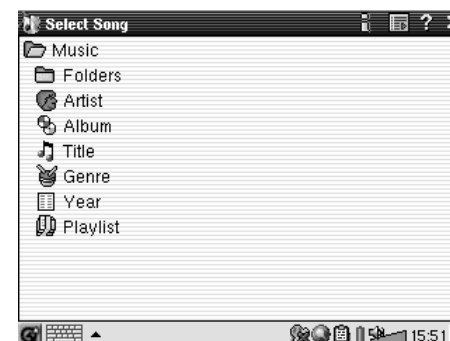 Select Song
?
Music
Folders
Artist
Album
Title
Genre
Year
Playlist
15:51